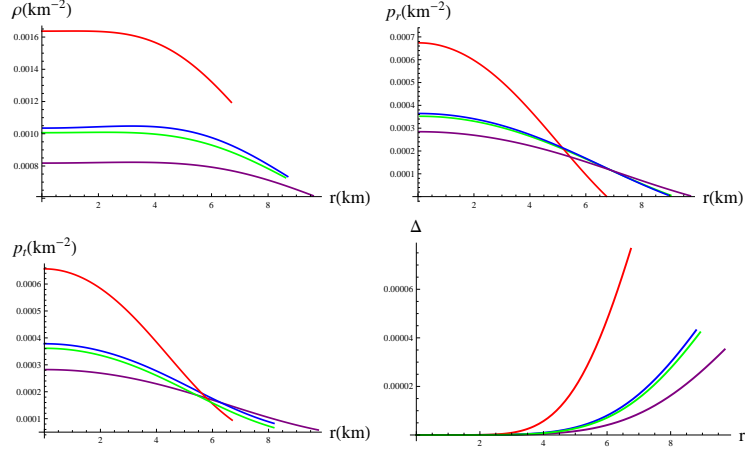 ρ(km⁻²)
0.0016
0.0014
0.0012
0.0010
0.0008
2 4 6 8
r(km)
pᵣ(km⁻²)
0.0007
0.0006
0.0005
0.0004
0.0003
0.0002
0.0001
2 4 6 8
r(km)
pₜ(km⁻²)
0.0006
0.0005
0.0004
0.0003
0.0002
0.0001
2 4 6 8
r(km)
Δ
0.00006
0.00004
0.00002
2 4 6 8
r